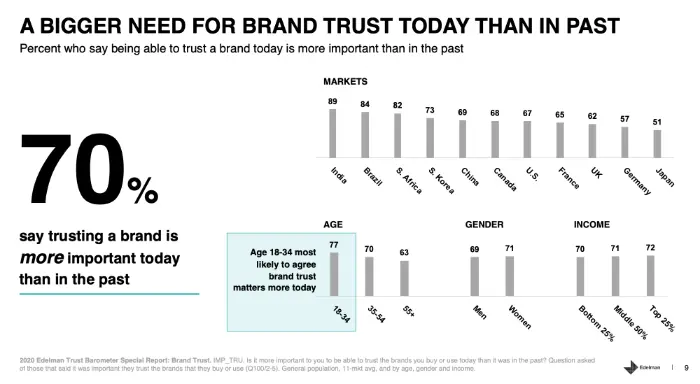 A BIGGER NEED FOR BRAND TRUST TODAY THAN IN PAST
Percent who say being able to trust a brand today is more important than in the past
70%
say trusting a brand is
more important today
than in the past
MARKETS
89 84 82 73 69 68 67 65 62 57 51
India Brazil S. Africa S. Korea China Canada U.S. France UK Germany Japan
AGE
Age 18-34 most
likely to agree
brand trust
matters more today
77 70 63
18-34 35-54 55+
GENDER
69 71
Men Women
INCOME
70 71 72
Bottom 25% Middle 50% Top 25%
2020 Edelman Trust Barometer Special Report: Brand Trust. IMP_TRU. Is it more important to you to be able to trust the brands you buy or use today than it was in the past? Question asked
of those that said it was important they trust the brands that they buy or use (Q100/2-5). General population, 11-mkt avg, and by age, gender and income.
Edelman
9